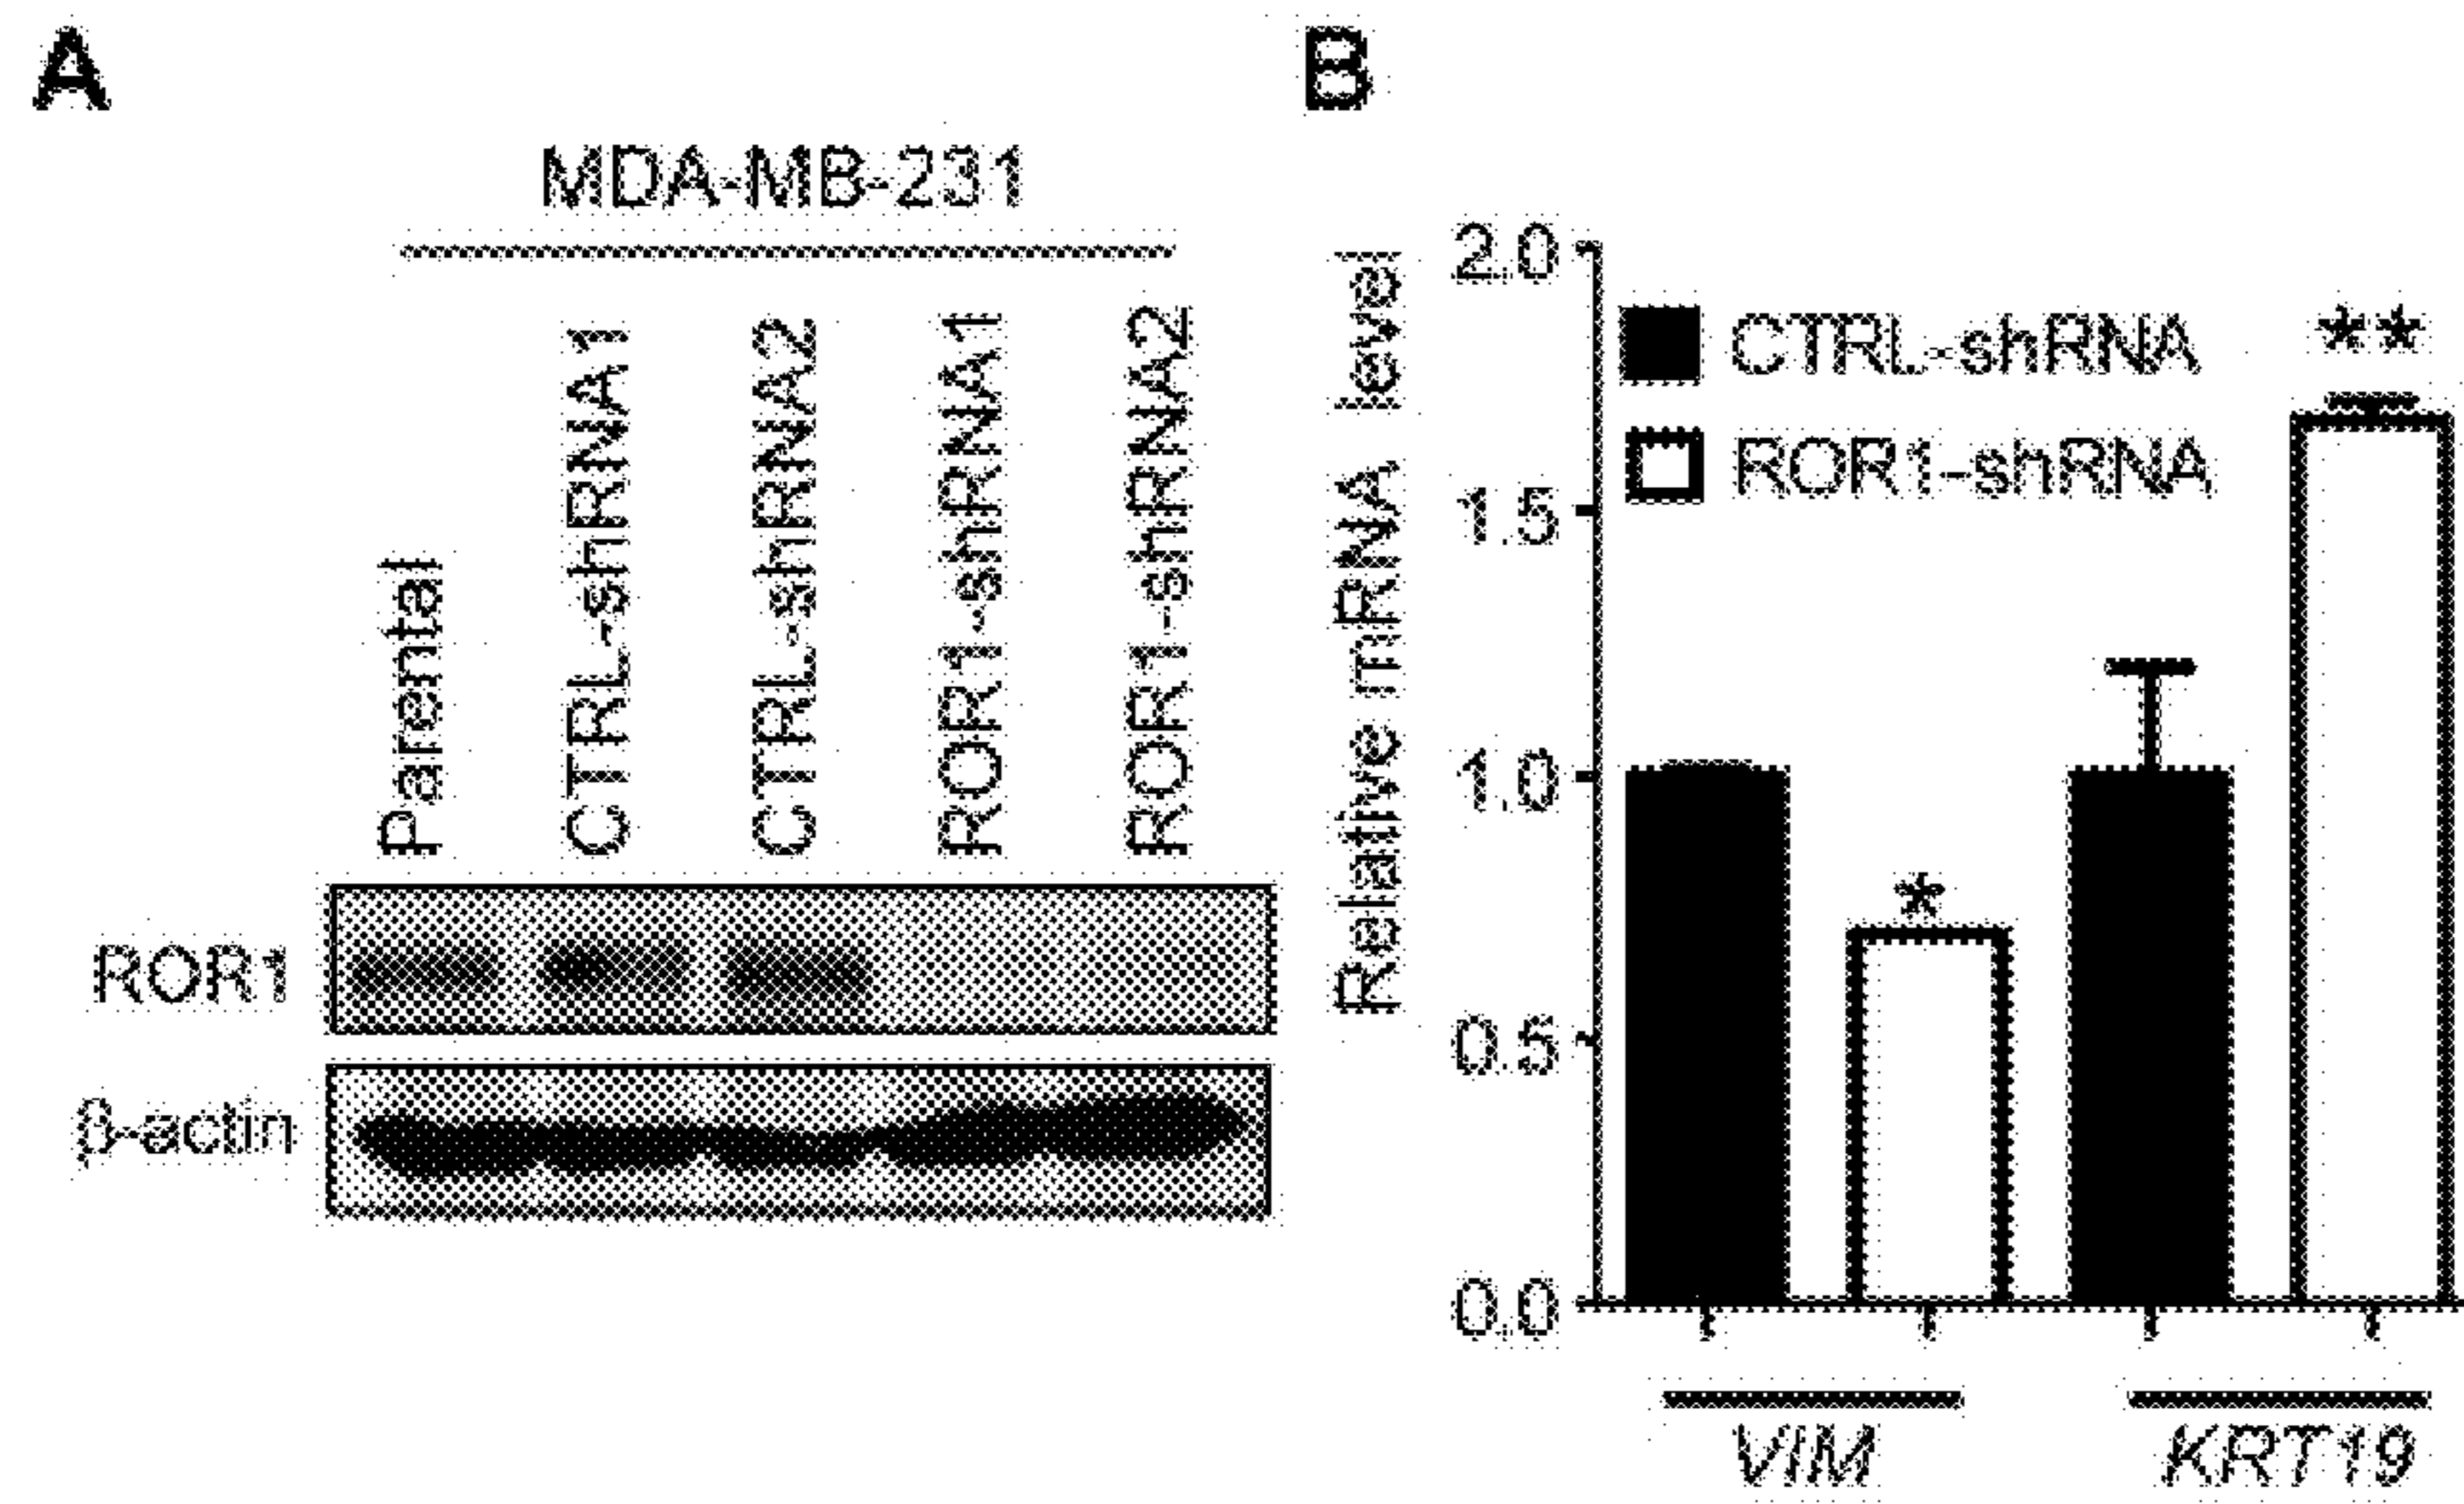 A
MDA-MB-231
Parental
CTRL-shRNA1
CTRL-shRNA2
ROR1-shRNA1
ROR1-shRNA2
ROR1
β-actin
B
Relative mRNA level
2.0
1.5
1.0
0.5
0.0
CTRL-shRNA
ROR1-shRNA
*
**
VIM
KRT19